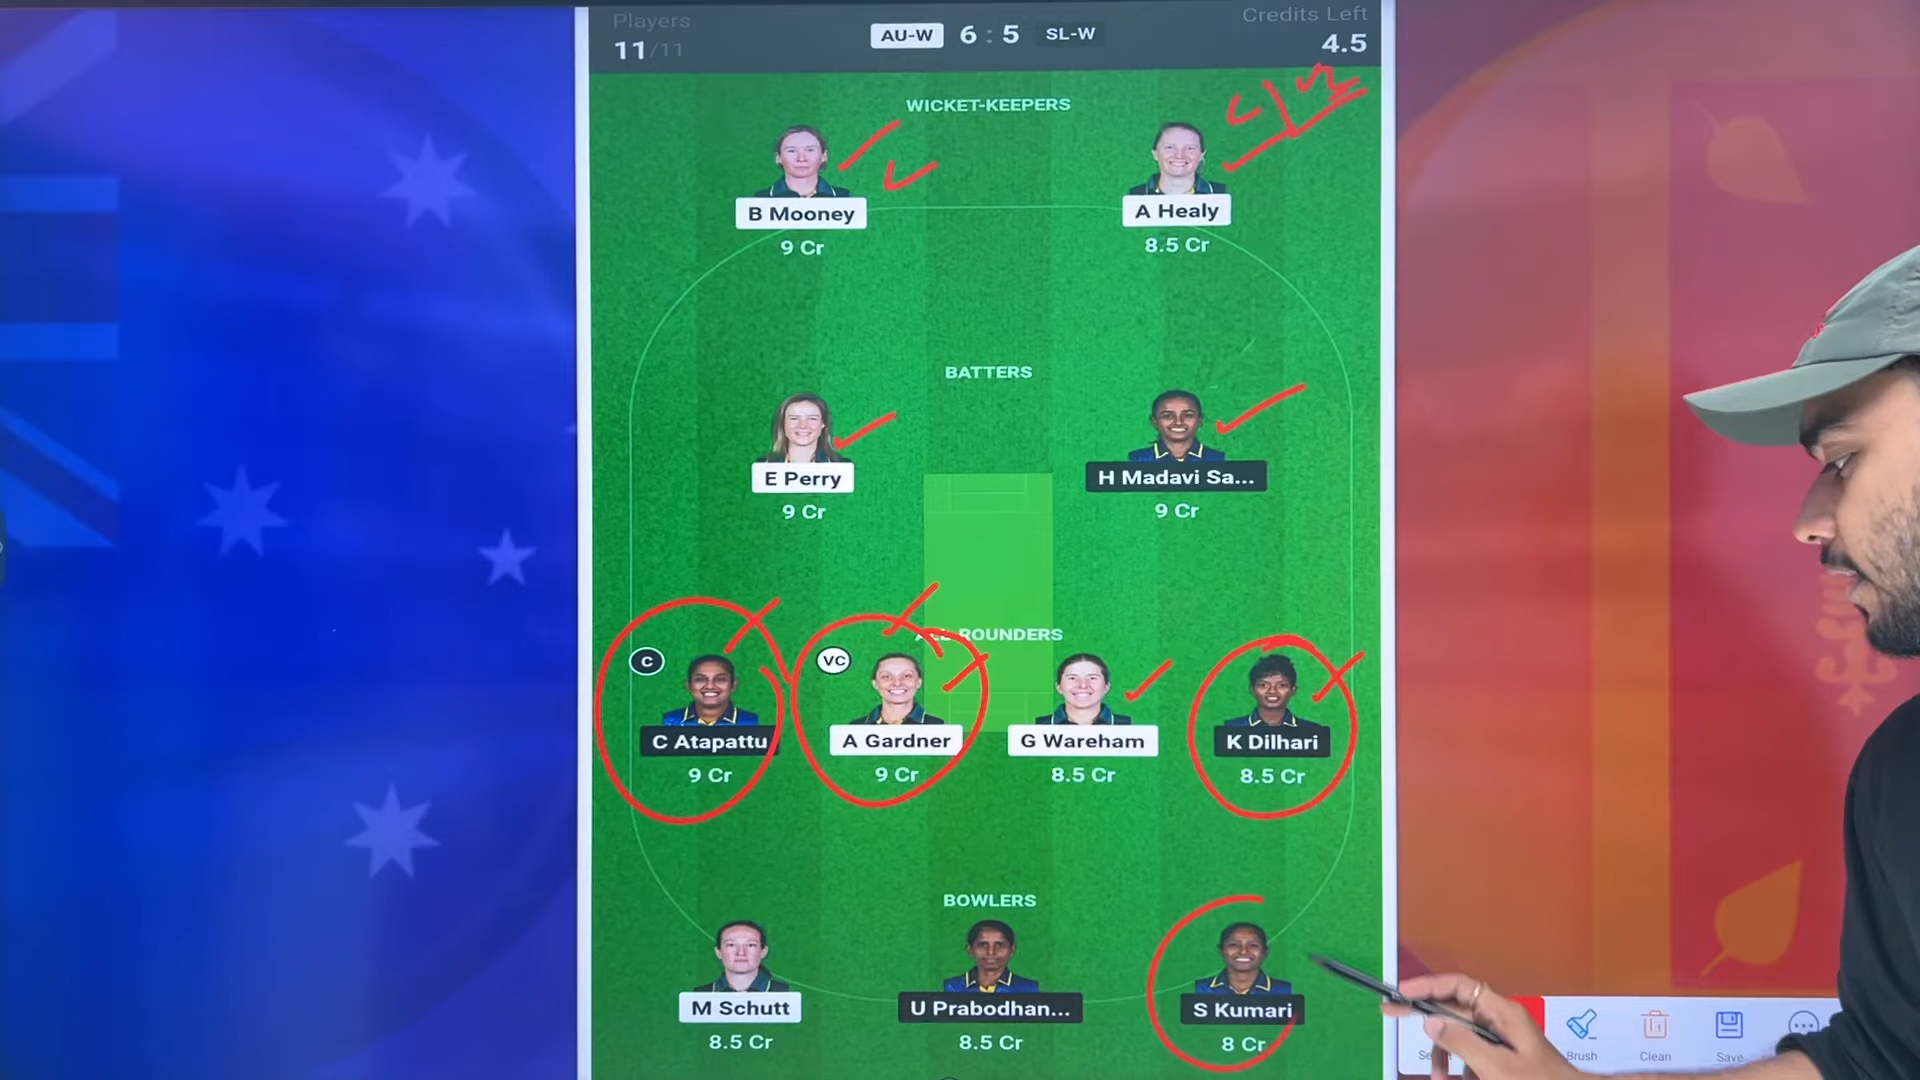 Players
11/11
AU-W 6 : 5 SL-W
Credits Left
4.5
WICKET-KEEPERS
B Mooney
9 Cr
C/VC
A Healy
8.5 Cr
BATTERS
E Perry
9 Cr
H Madavi Sa...
9 Cr
ALL-ROUNDERS
C
C Atapattu
9 Cr
VC
A Gardner
9 Cr
G Wareham
8.5 Cr
K Dilhari
8.5 Cr
BOWLERS
M Schutt
8.5 Cr
U Prabodhan...
8.5 Cr
S Kumari
8 Cr
Brush
Clean
Save